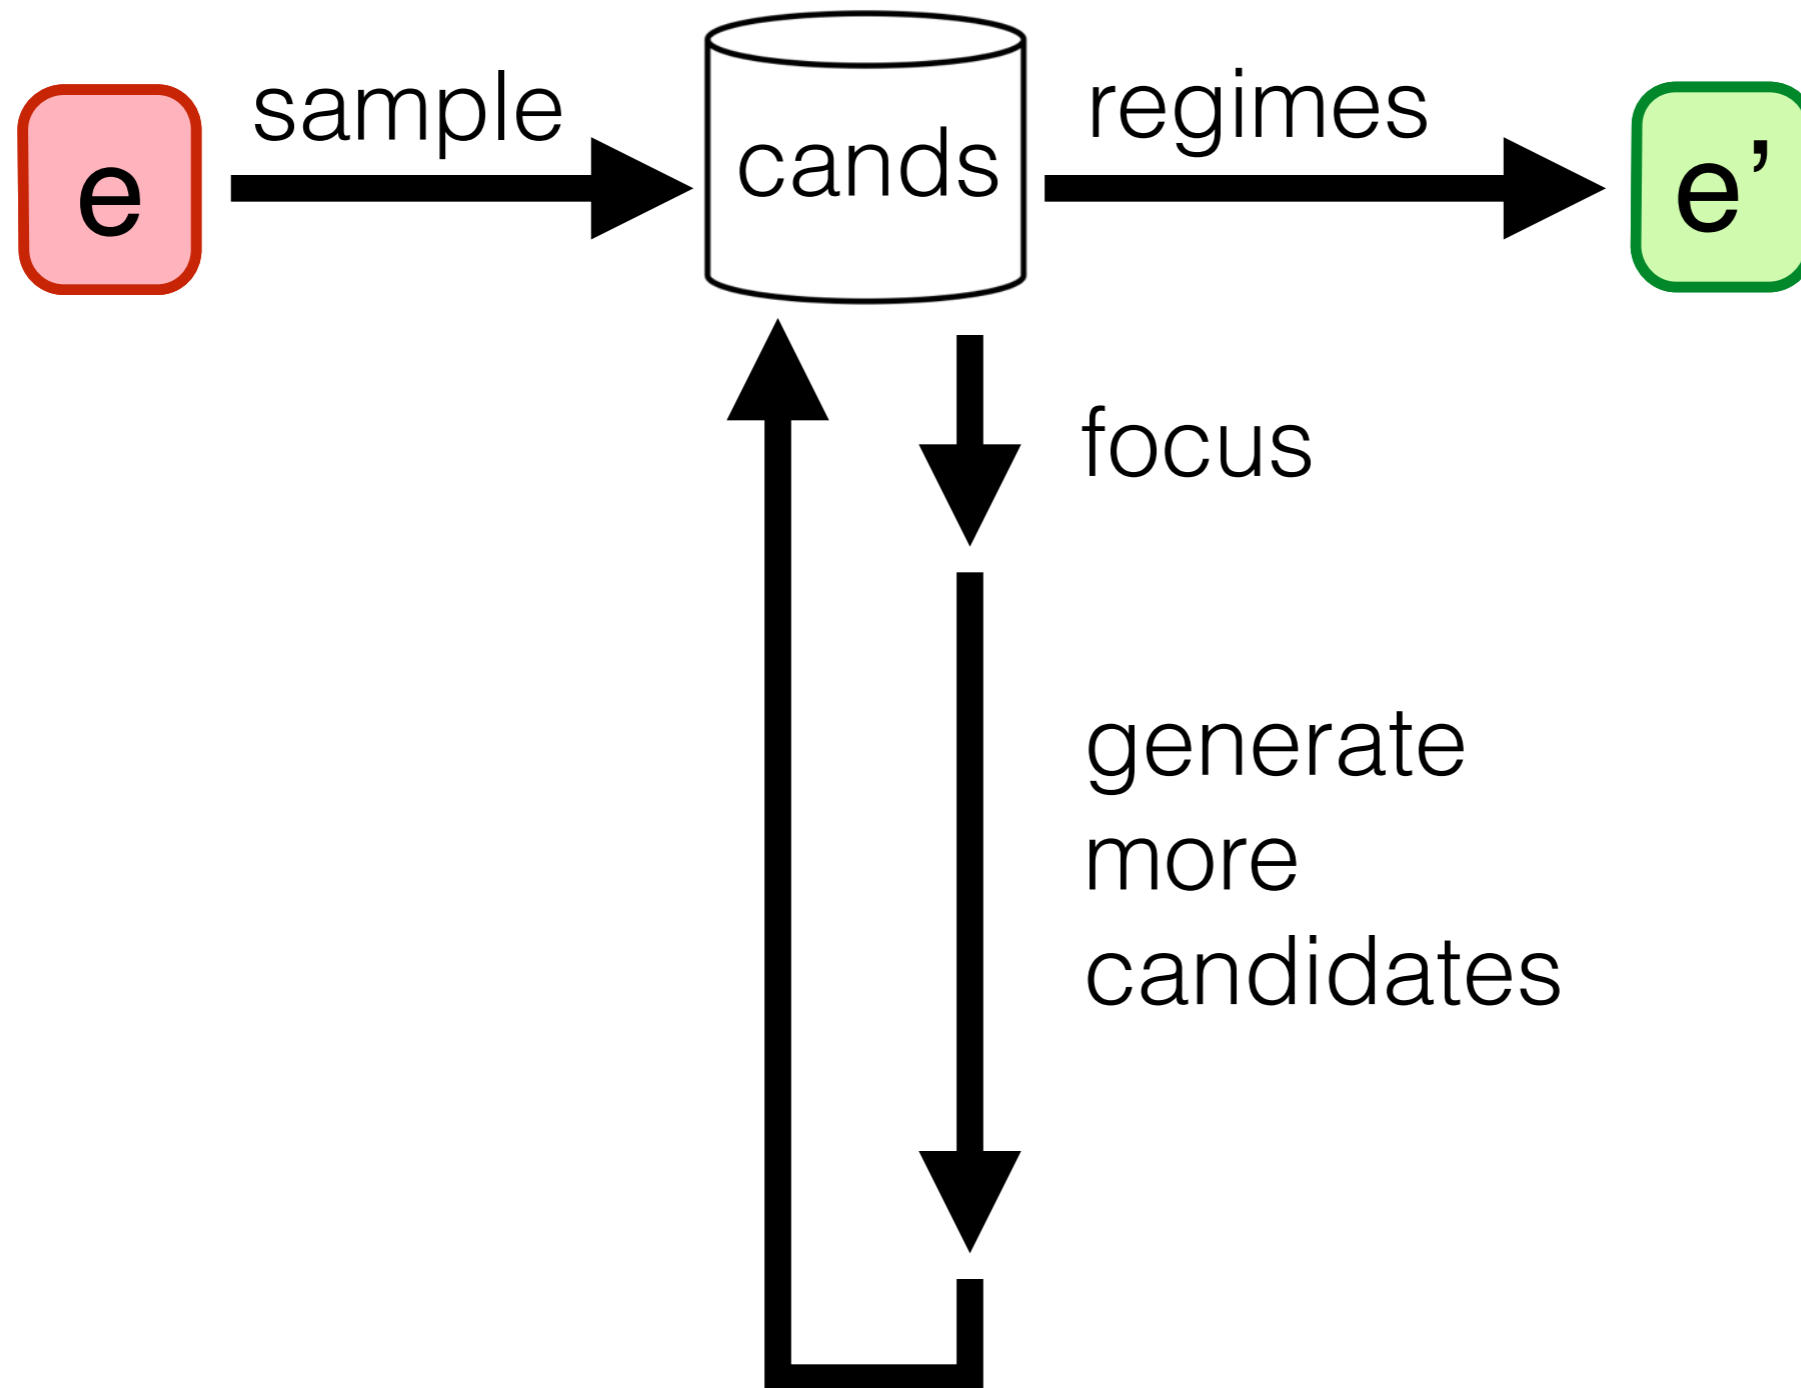 e
sample
cands
regimes
e’
focus
generate
more
candidates